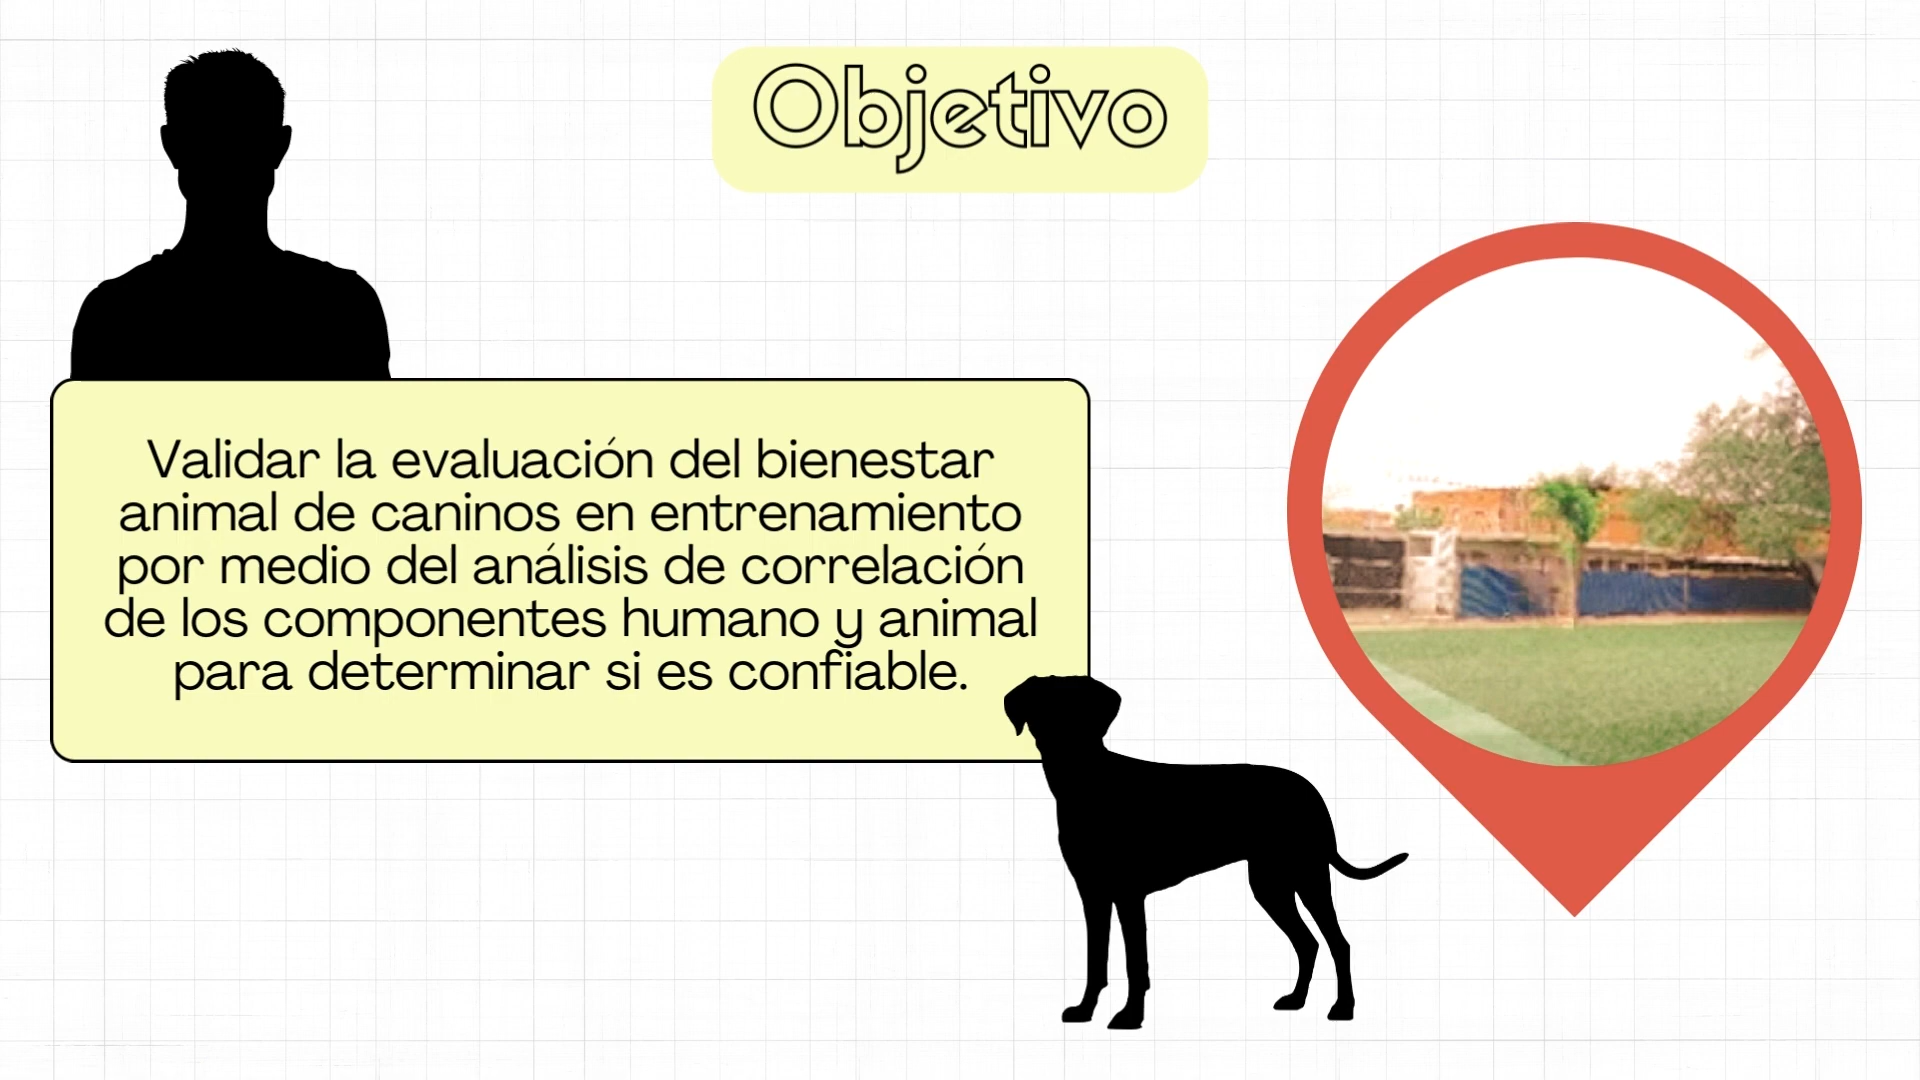 Objetivo
Validar la evaluación del bienestar
animal de caninos en entrenamiento
por medio del análisis de correlación
de los componentes humano y animal
para determinar si es confiable.